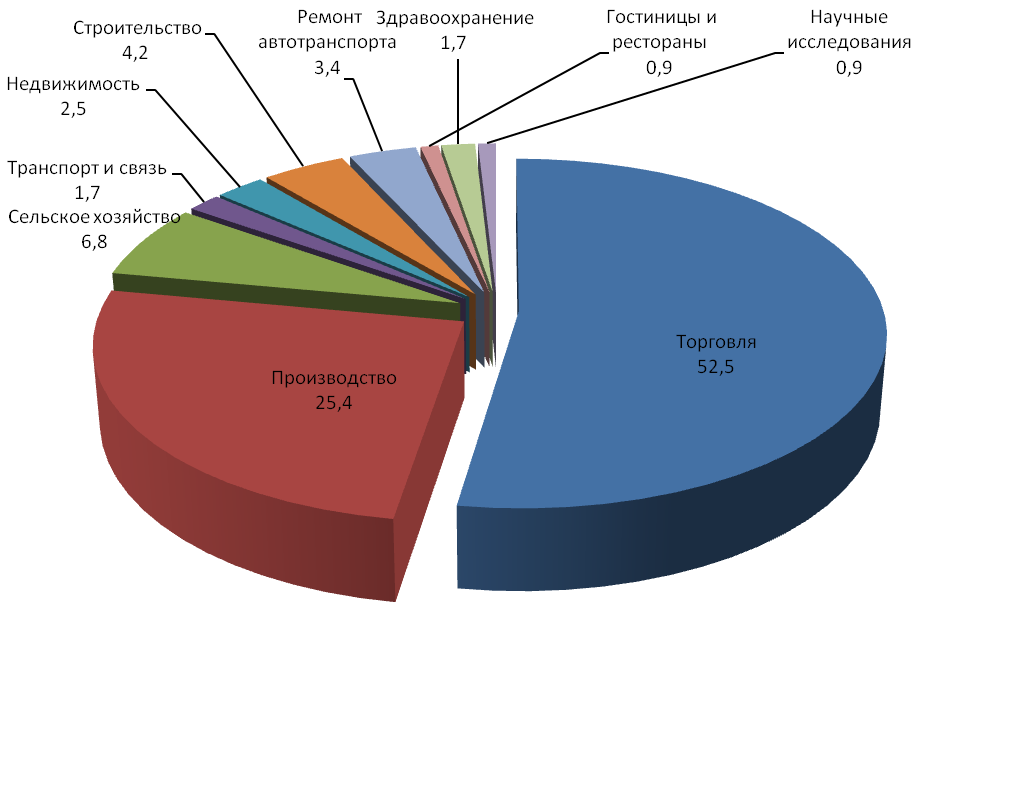 Строительство
4,2
Ремонт
автотранспорта
3,4
Здравоохранение
1,7
Гостиницы и
рестораны
0,9
Научные
исследования
0,9
Недвижимость
2,5
Транспорт и связь
1,7
Сельское хозяйство
6,8
Производство
25,4
Торговля
52,5